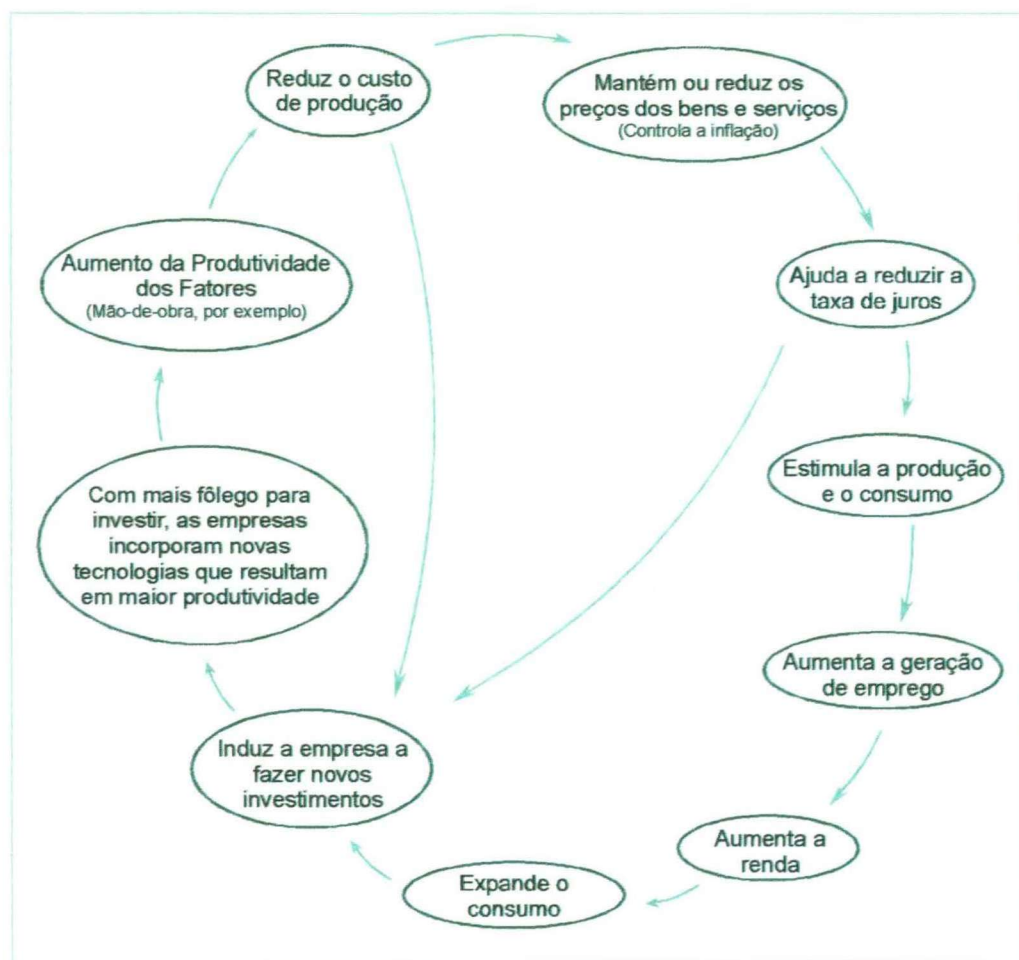 Reduz o custo
de produção
Mantém ou reduz os
preços dos bens e serviços
(Controla a inflação)
Ajuda a reduzir a
taxa de juros
Estimula a produção
e o consumo
Aumenta a geração
de emprego
Aumenta a
renda
Expande o
consumo
Induz a empresa a
fazer novos
investimentos
Com mais fôlego para
investir, as empresas
incorporam novas
tecnologias que resultam
em maior produtividade
Aumento da Produtividade
dos Fatores
(Mão-de-obra, por exemplo)